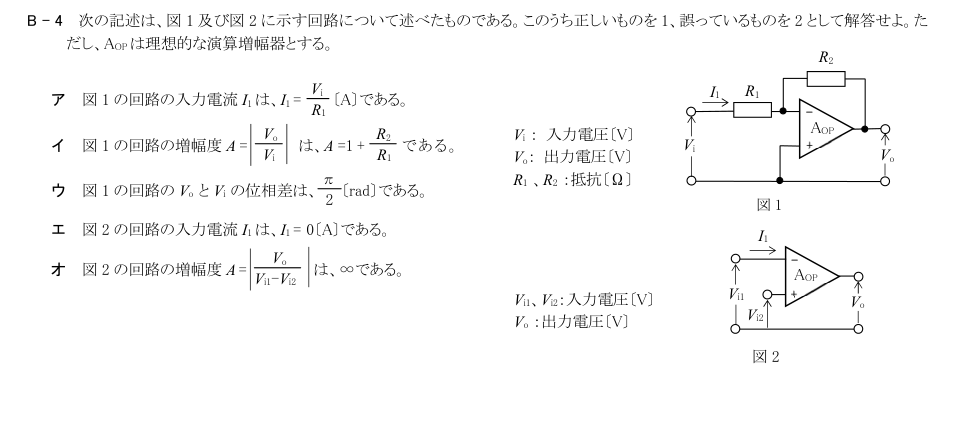 B－4 次の記述は、図1及び図2に示す回路について述べたものである。このうち正しいものを1、誤っているものを2として解答せよ。た
だし、AOPは理想的な演算増幅器とする。
ア 図1の回路の入力電流I1は、I1= Vi/R1〔A〕である。
イ 図1の回路の増幅度A=|Vo/Vi| は、A=1+ R2/R1 である。
ウ 図1の回路のVoとViの位相差は、π/2〔rad〕である。
エ 図2の回路の入力電流I1は、I1= 0〔A〕である。
オ 図2の回路の増幅度A=|Vo/Vi1−Vi2| は、∞である。
Vi： 入力電圧〔V〕
Vo： 出力電圧〔V〕
R1、R2：抵抗〔Ω〕
R2
I1 R1
−
AOP
+
Vi
Vo
図1
Vi1、Vi2：入力電圧〔V〕
Vo：出力電圧〔V〕
I1
−
AOP
+
Vi1
Vi2
Vo
図2